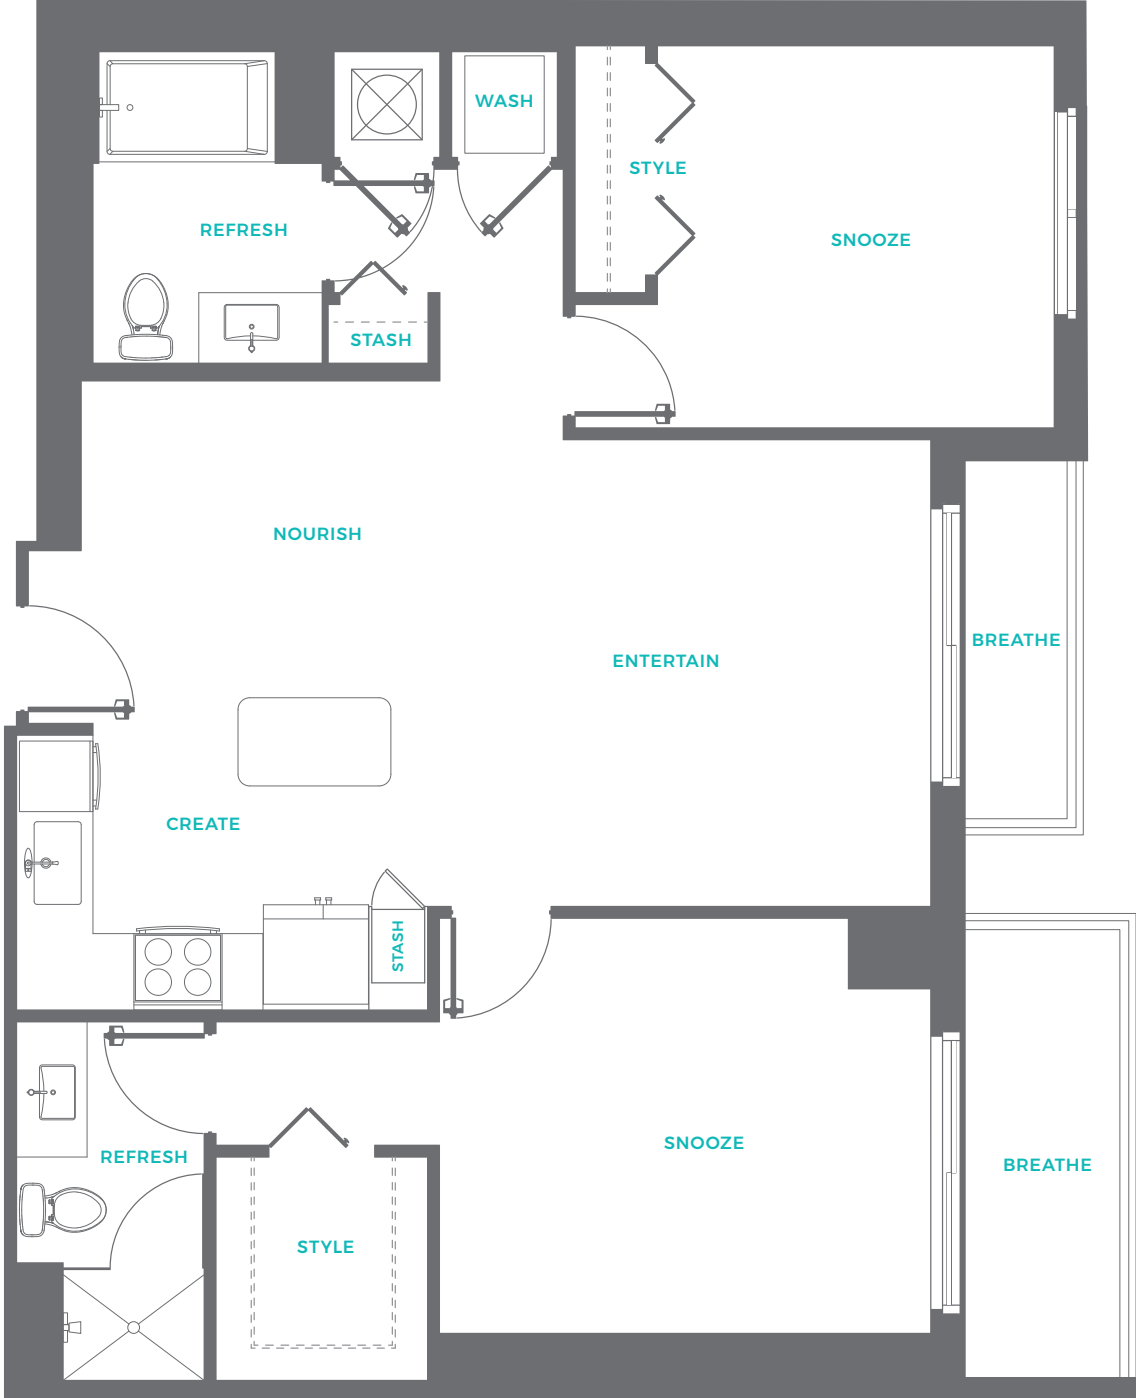 WASH
STYLE
REFRESH
SNOOZE
STASH
NOURISH
BREATHE
ENTERTAIN
CREATE
STASH
SNOOZE
REFRESH
BREATHE
STYLE